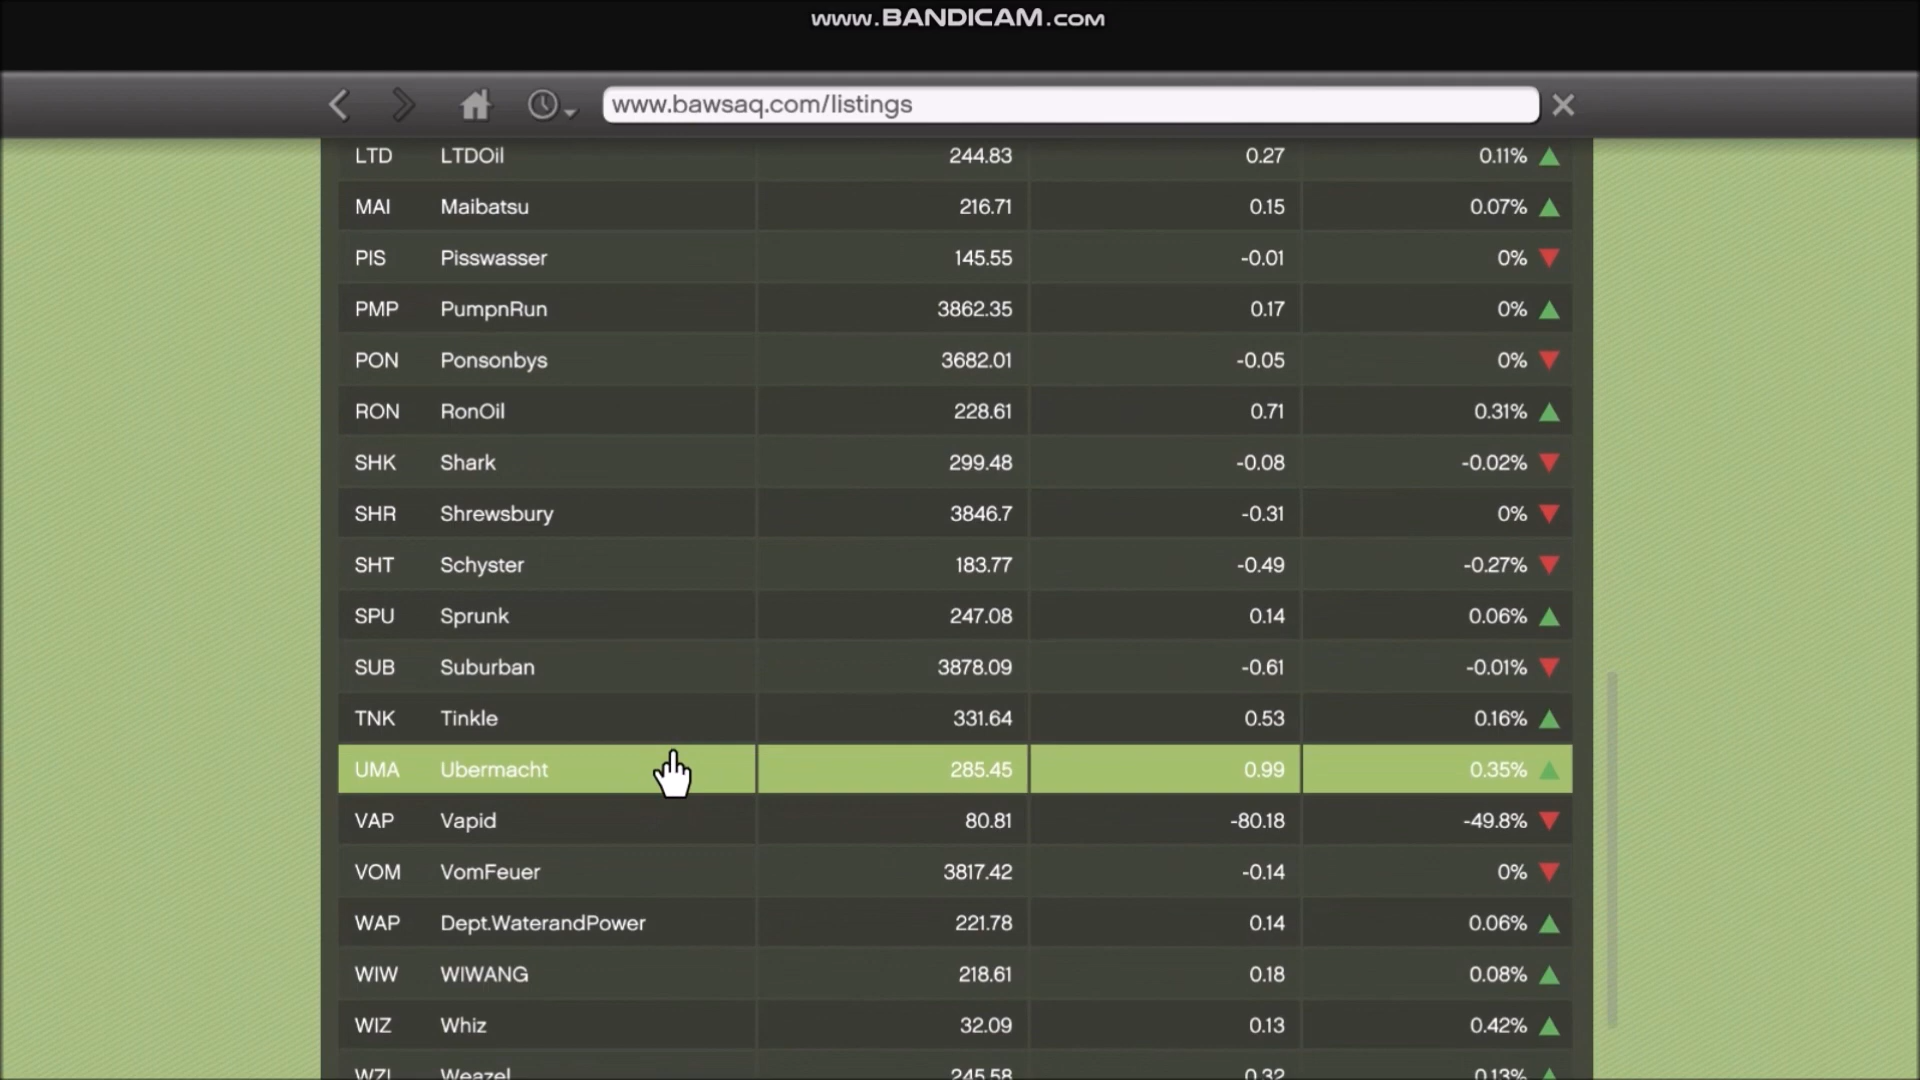 www.BANDICAM.com
www.bawsaq.com/listings
LTD LTDOil 244.83 0.27 0.11%
MAI Maibatsu 216.71 0.15 0.07%
PIS Pisswasser 145.55 -0.01 0%
PMP PumpnRun 3862.35 0.17 0%
PON Ponsonbys 3682.01 -0.05 0%
RON RonOil 228.61 0.71 0.31%
SHK Shark 299.48 -0.08 -0.02%
SHR Shrewsbury 3846.7 -0.31 0%
SHT Schyster 183.77 -0.49 -0.27%
SPU Sprunk 247.08 0.14 0.06%
SUB Suburban 3878.09 -0.61 -0.01%
TNK Tinkle 331.64 0.53 0.16%
UMA Ubermacht 285.45 0.99 0.35%
VAP Vapid 80.81 -80.18 -49.8%
VOM VomFeuer 3817.42 -0.14 0%
WAP Dept.WaterandPower 221.78 0.14 0.06%
WIW WIWANG 218.61 0.18 0.08%
WIZ Whiz 32.09 0.13 0.42%
WZL Weazel 245.58 0.32 0.13%